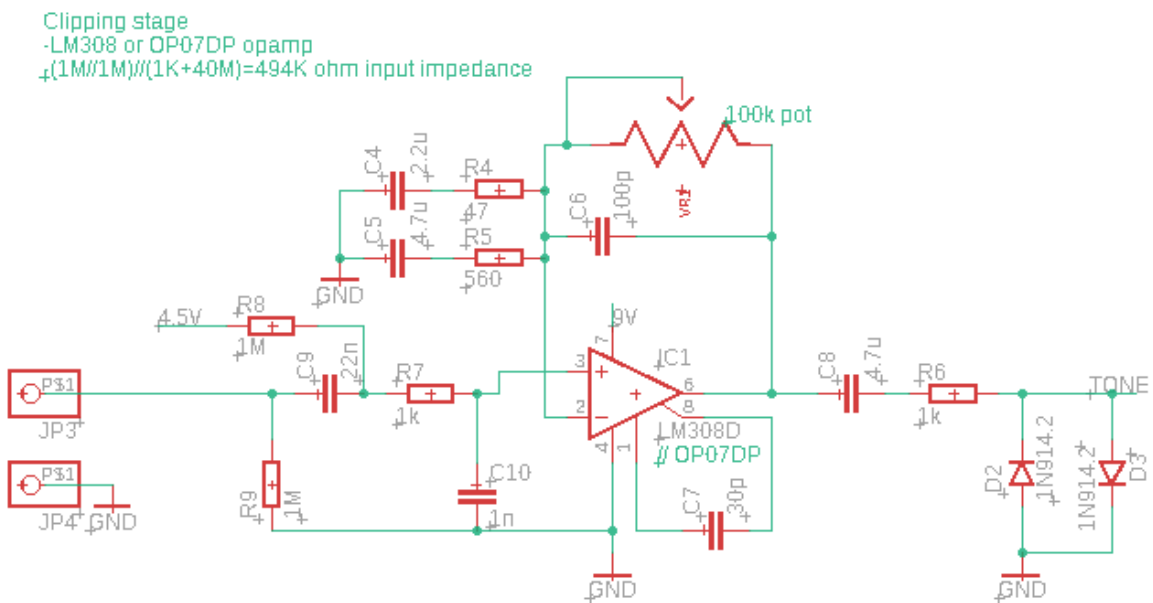 Clipping stage
-LM308 or OP07DP opamp
(1M//1M)//(1K+40M)=494K ohm input impedance
100k pot
VR1
C4
2.2u
R4
47
C6
100p
C5
4.7u
R5
560
GND
4.5V
R8
1M
9V
7
C9
22n
R7
1k
3
2
IC1
6
8
4
1
LM308D
// OP07DP
C8
4.7u
R6
1k
TONE
P$1
JP3
P$1
JP4
GND
R9
1M
C10
1n
C7
30p
D2
1N914.2
1N914.2
D3
GND
GND